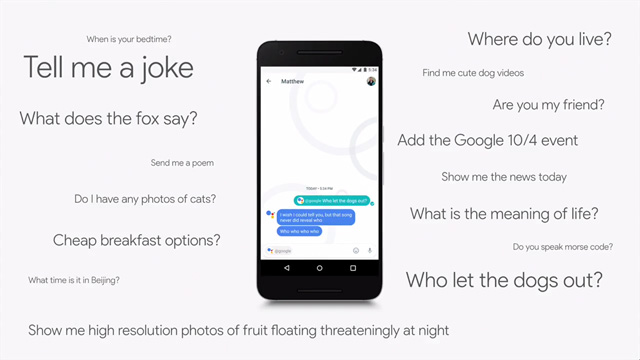 When is your bedtime?
Tell me a joke
What does the fox say?
Send me a poem
Do I have any photos of cats?
Cheap breakfast options?
What time is it in Beijing?
Show me high resolution photos of fruit floating threateningly at night
Matthew
TODAY • 5:34 PM
@google Who let the dogs out?
I wish I could tell you, but that song
never did reveal who
Who who who who
@google
Where do you live?
Find me cute dog videos
Are you my friend?
Add the Google 10/4 event
Show me the news today
What is the meaning of life?
Do you speak morse code?
Who let the dogs out?